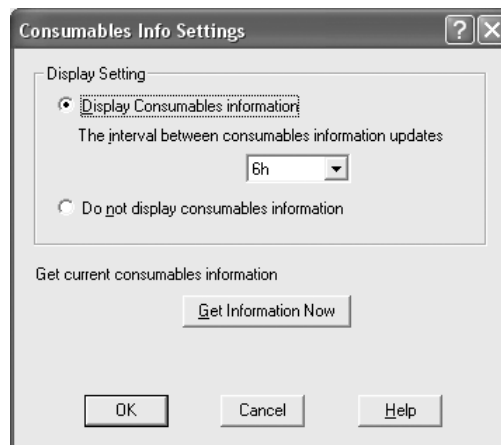 Consumables Info Settings
Display Setting
Display Consumables information
The interval between consumables information updates
6h
Do not display consumables information
Get current consumables information
Get Information Now
OK Cancel Help